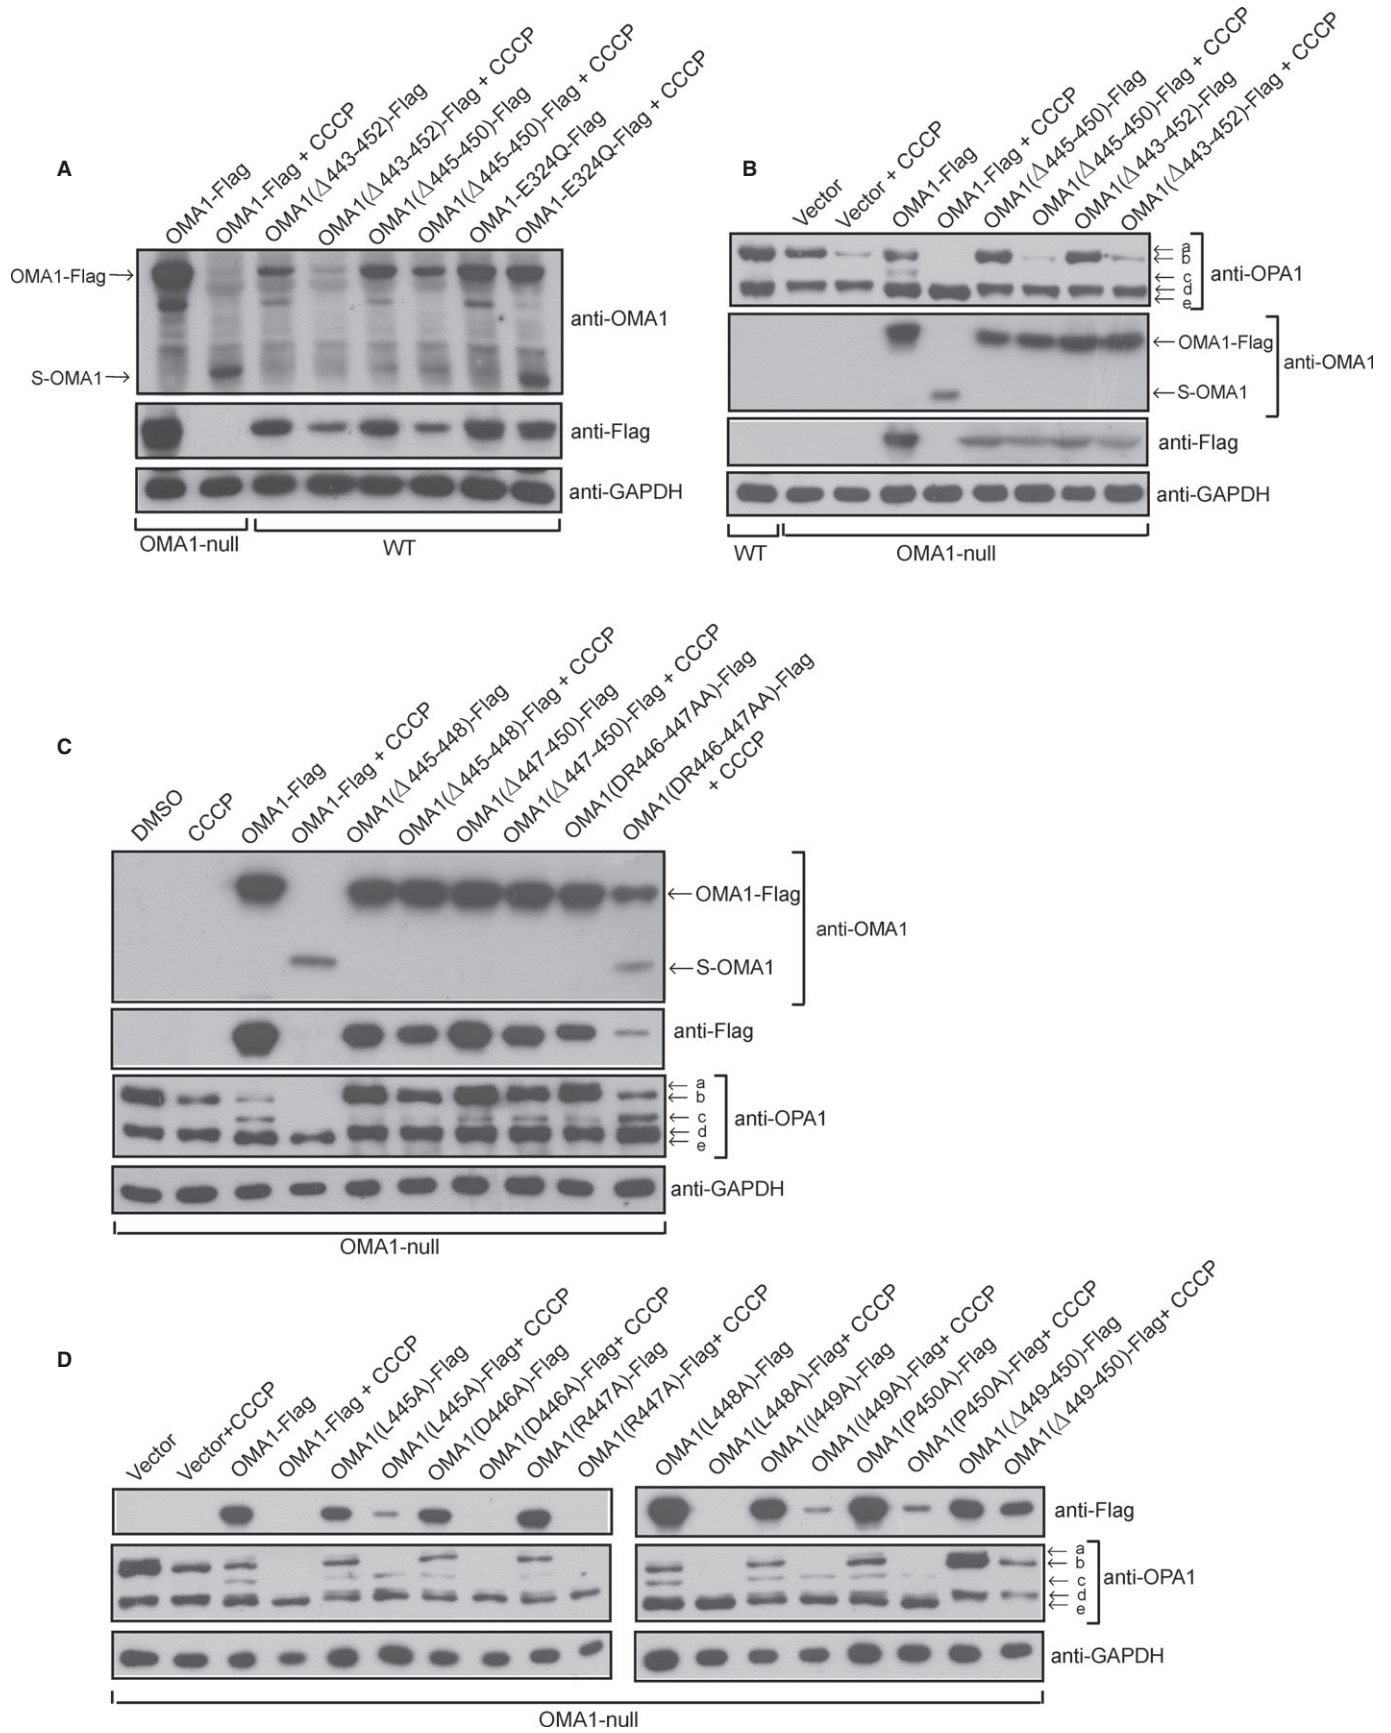 A
OMA1-Flag
OMA1-Flag + CCCP
OMA1(Δ443-452)-Flag
OMA1(Δ443-452)-Flag + CCCP
OMA1(Δ445-450)-Flag
OMA1(Δ445-450)-Flag + CCCP
OMA1-E324Q-Flag
OMA1-E324Q-Flag + CCCP
OMA1-Flag→
S-OMA1→
anti-OMA1
anti-Flag
anti-GAPDH
OMA1-null
WT
B
Vector
Vector + CCCP
OMA1-Flag
OMA1-Flag + CCCP
OMA1(Δ445-450)-Flag
OMA1(Δ445-450)-Flag + CCCP
OMA1(Δ443-452)-Flag
OMA1(Δ443-452)-Flag + CCCP
← a
← b
← c
← d
← e
anti-OPA1
←OMA1-Flag
←S-OMA1
anti-OMA1
anti-Flag
anti-GAPDH
WT
OMA1-null
C
DMSO
CCCP
OMA1-Flag
OMA1-Flag + CCCP
OMA1(Δ445-448)-Flag
OMA1(Δ445-448)-Flag + CCCP
OMA1(Δ447-450)-Flag
OMA1(Δ447-450)-Flag + CCCP
OMA1(DR446-447AA)-Flag
OMA1(DR446-447AA)-Flag
+ CCCP
←OMA1-Flag
←S-OMA1
anti-OMA1
anti-Flag
← a
← b
← c
← d
← e
anti-OPA1
anti-GAPDH
OMA1-null
D
Vector
Vector+CCCP
OMA1-Flag
OMA1-Flag + CCCP
OMA1(L445A)-Flag
OMA1(L445A)-Flag+ CCCP
OMA1(D446A)-Flag
OMA1(D446A)-Flag+ CCCP
OMA1(R447A)-Flag
OMA1(R447A)-Flag+ CCCP
OMA1(L448A)-Flag
OMA1(L448A)-Flag+ CCCP
OMA1(I449A)-Flag
OMA1(I449A)-Flag+ CCCP
OMA1(P450A)-Flag
OMA1(P450A)-Flag+ CCCP
OMA1(Δ449-450)-Flag
OMA1(Δ449-450)-Flag+ CCCP
anti-Flag
← a
← b
← c
← d
← e
anti-OPA1
anti-GAPDH
OMA1-null